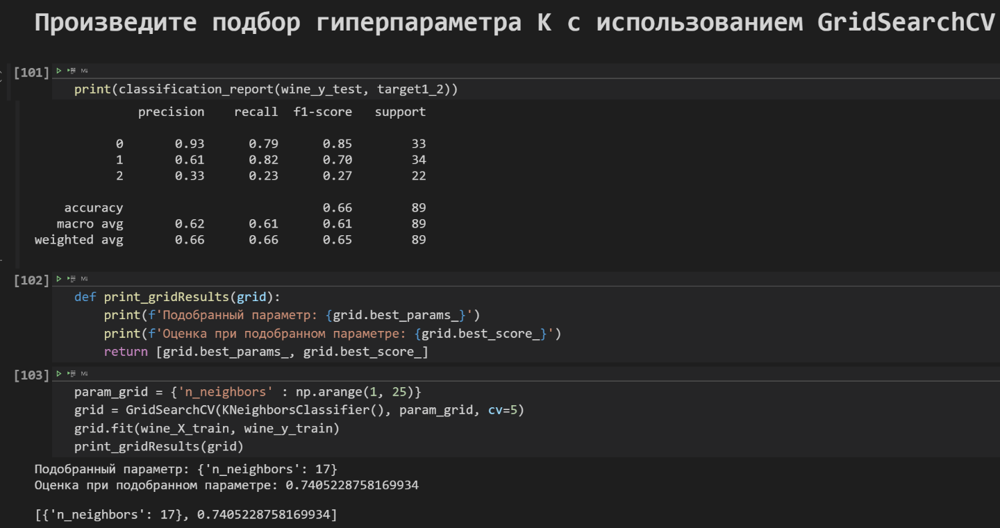 Произведите подбор гиперпараметра К с использованием GridSearchCV
[101]
print(classification_report(wine_y_test, target1_2))
precision recall f1-score support
0 0.93 0.79 0.85 33
1 0.61 0.82 0.70 34
2 0.33 0.23 0.27 22
accuracy 0.66 89
macro avg 0.62 0.61 0.61 89
weighted avg 0.66 0.66 0.65 89
[102]
def print_gridResults(grid):
    print(f'Подобранный параметр: {grid.best_params_}')
    print(f'Оценка при подобранном параметре: {grid.best_score_}')
    return [grid.best_params_, grid.best_score_]
[103]
param_grid = {'n_neighbors' : np.arange(1, 25)}
grid = GridSearchCV(KNeighborsClassifier(), param_grid, cv=5)
grid.fit(wine_X_train, wine_y_train)
print_gridResults(grid)
Подобранный параметр: {'n_neighbors': 17}
Оценка при подобранном параметре: 0.7405228758169934
[{'n_neighbors': 17}, 0.7405228758169934]